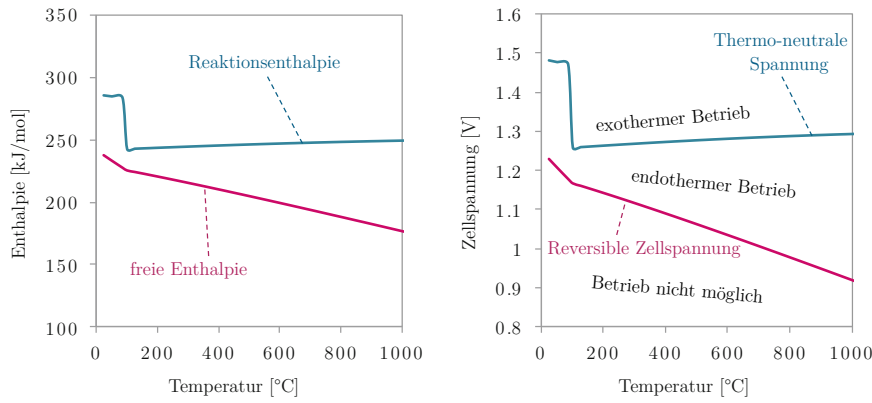 350
300
250
200
150
100
Enthalpie [kJ/mol]
Reaktionsenthalpie
freie Enthalpie
0 200 400 600 800 1000
Temperatur [°C]
1.6
1.5
1.4
1.3
1.2
1.1
1
0.9
0.8
Zellspannung [V]
Thermo-neutrale
Spannung
exothermer Betrieb
endothermer Betrieb
Reversible Zellspannung
Betrieb nicht möglich
0 200 400 600 800 1000
Temperatur [°C]